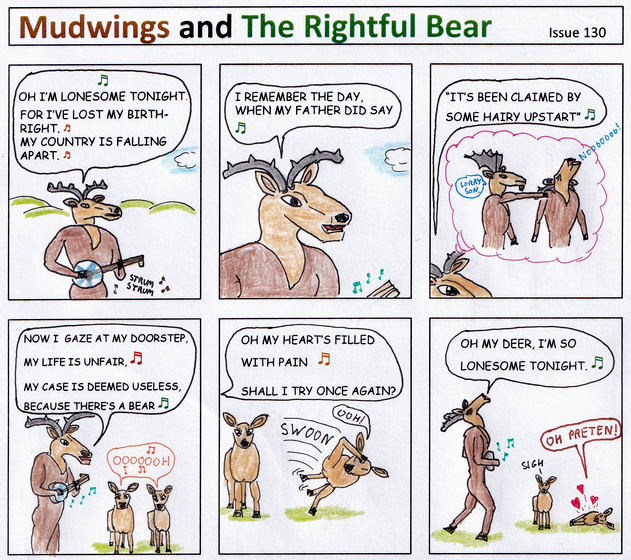 Mudwings and The Rightful Bear
Issue 130
OH I'M LONESOME TONIGHT.
FOR I'VE LOST MY BIRTH-
RIGHT.
MY COUNTRY IS FALLING
APART.
STRUM
STRUM
I REMEMBER THE DAY,
WHEN MY FATHER DID SAY
"IT'S BEEN CLAIMED BY
SOME HAIRY UPSTART"
SORRY
SON.
Nooooooo!
NOW I GAZE AT MY DOORSTEP,
MY LIFE IS UNFAIR,
MY CASE IS DEEMED USELESS,
BECAUSE THERE'S A BEAR
OOOOOOH!
OH MY HEART'S FILLED
WITH PAIN
SHALL I TRY ONCE AGAIN?
OOH!
SWOON
OH MY DEER, I'M SO
LONESOME TONIGHT.
OH PRETEN!
SIGH